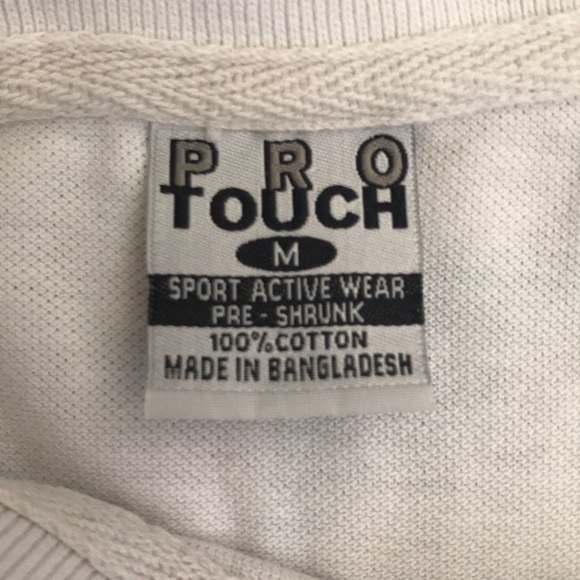 PRO
TOUCH
M
SPORT ACTIVE WEAR
PRE - SHRUNK
100% COTTON
MADE IN BANGLADESH